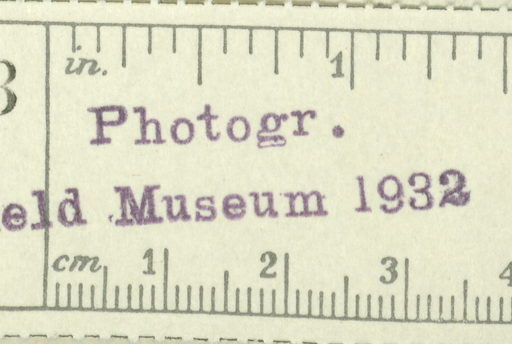 in. 1
Photogr.
eld Museum 1932
cm 1 2 3 4